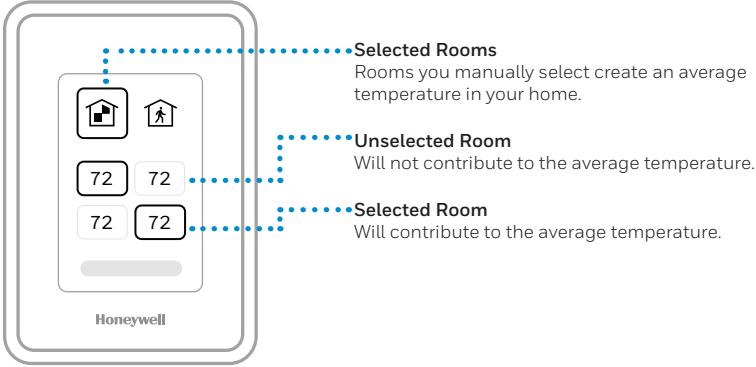 Selected Rooms
Rooms you manually select create an average
temperature in your home.
Unselected Room
Will not contribute to the average temperature.
72 72
Selected Room
72 72
Will contribute to the average temperature.
Honeywell